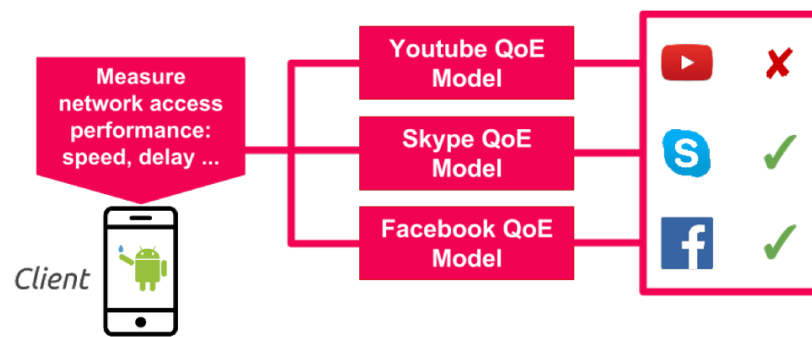 Measure
network access
performance:
speed, delay ...
Client
Youtube QoE
Model
Skype QoE
Model
Facebook QoE
Model